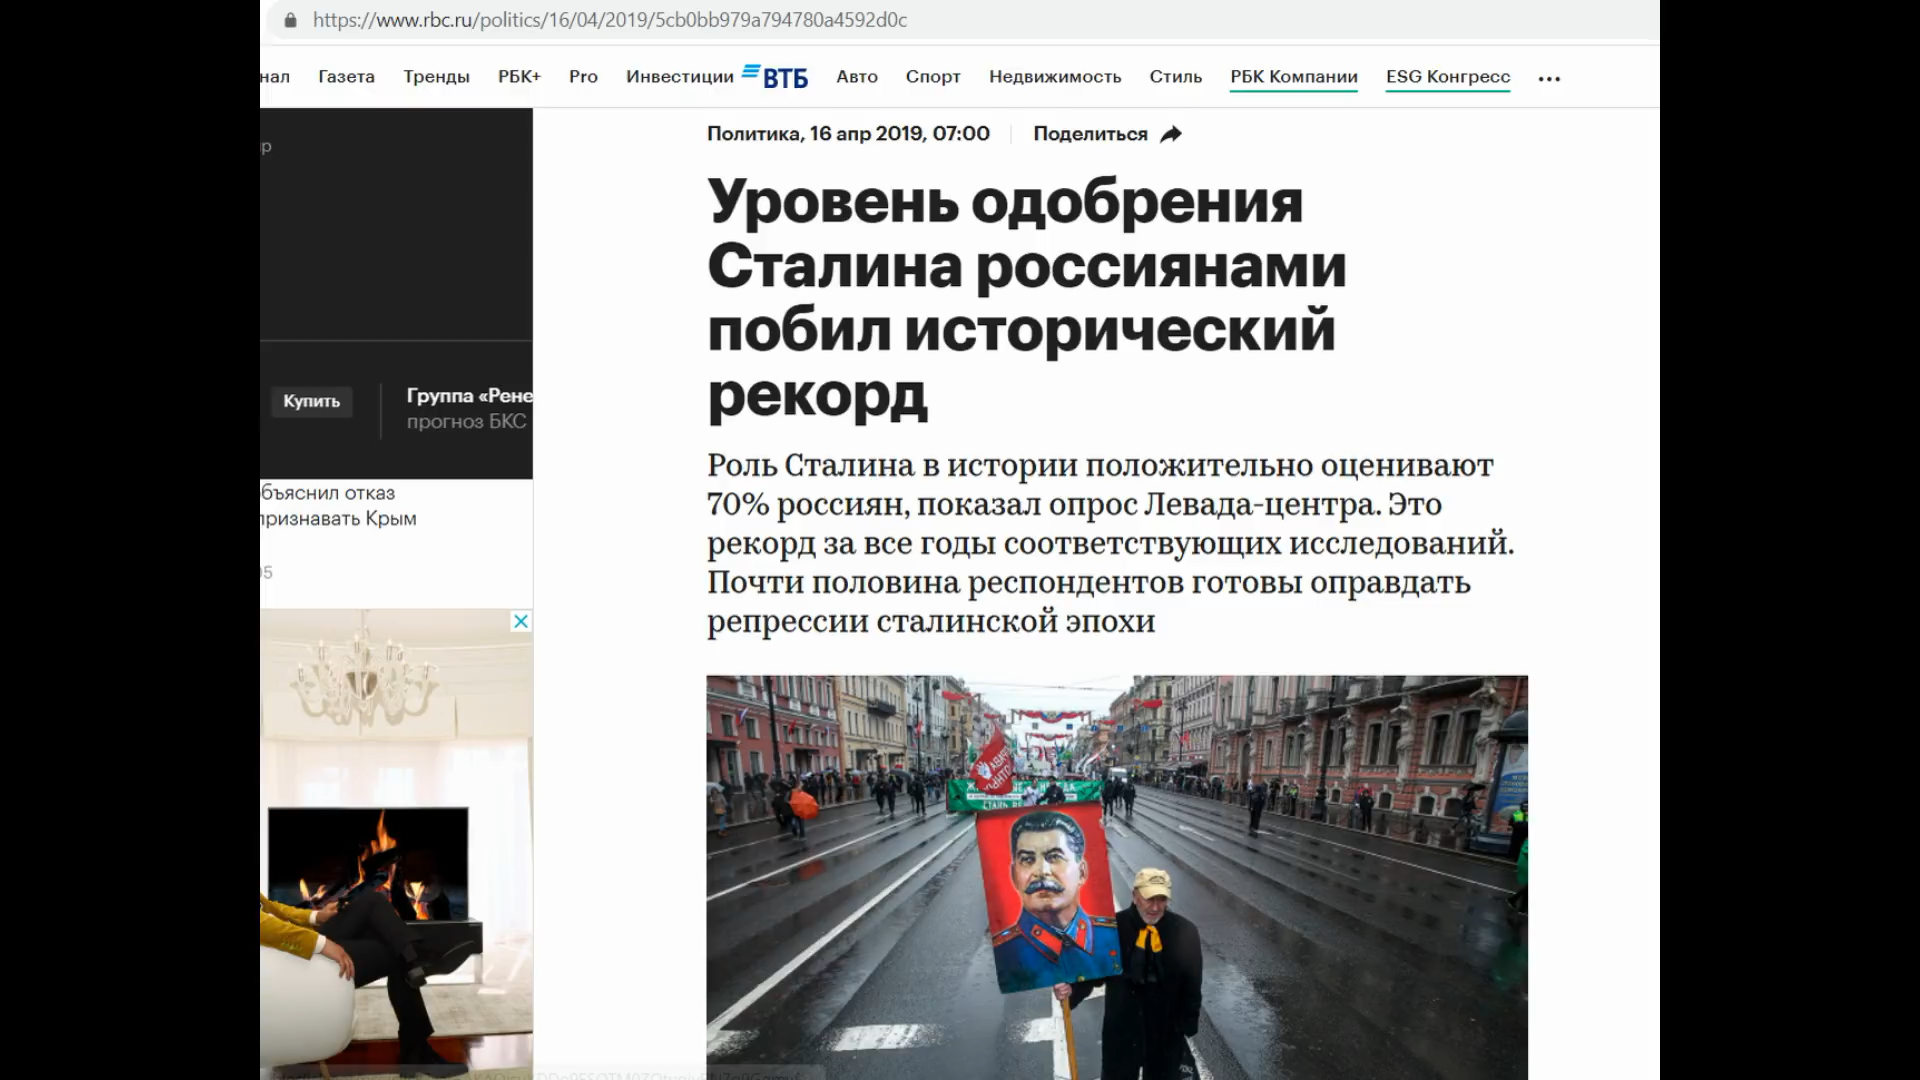 https://www.rbc.ru/politics/16/04/2019/5cb0bb979a794780a4592d0c
нал Газета Тренды РБК+ Pro Инвестиции ВТБ Авто Спорт Недвижимость Стиль РБК Компании ESG Конгресс ...
Политика, 16 апр 2019, 07:00 Поделиться
Уровень одобрения
Сталина россиянами
побил исторический
рекорд
Роль Сталина в истории положительно оценивают
70% россиян, показал опрос Левада-центра. Это
рекорд за все годы соответствующих исследований.
Почти половина респондентов готовы оправдать
репрессии сталинской эпохи
р
Купить
Группа «Рене
прогноз БКС
бъяснил отказ
признавать Крым
05